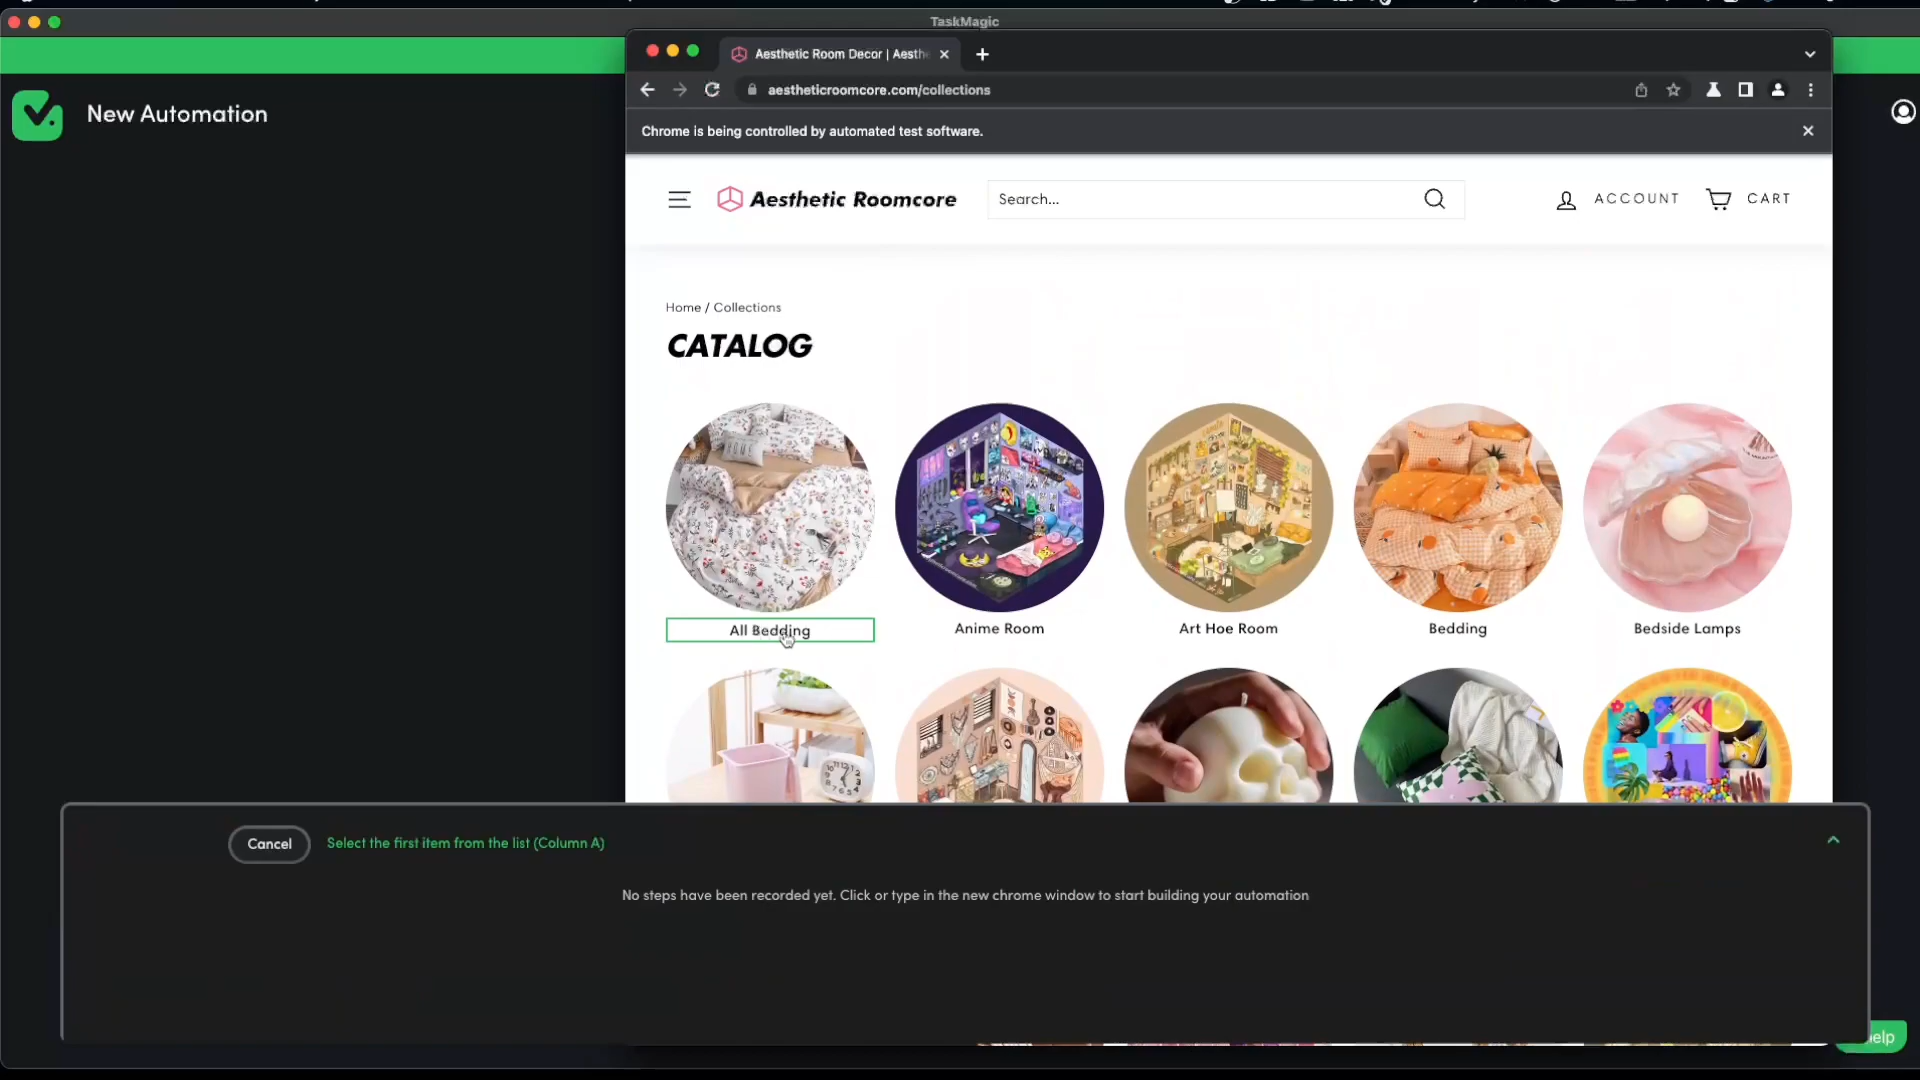 TaskMagic
New Automation
Aesthetic Room Decor | Aesth
aestheticroomcore.com/collections
Chrome is being controlled by automated test software.
Aesthetic Roomcore
Search...
ACCOUNT
CART
Home / Collections
CATALOG
All Bedding
Anime Room
Art Hoe Room
Bedding
Bedside Lamps
Cancel
Select the first item from the list (Column A)
No steps have been recorded yet. Click or type in the new chrome window to start building your automation
elp